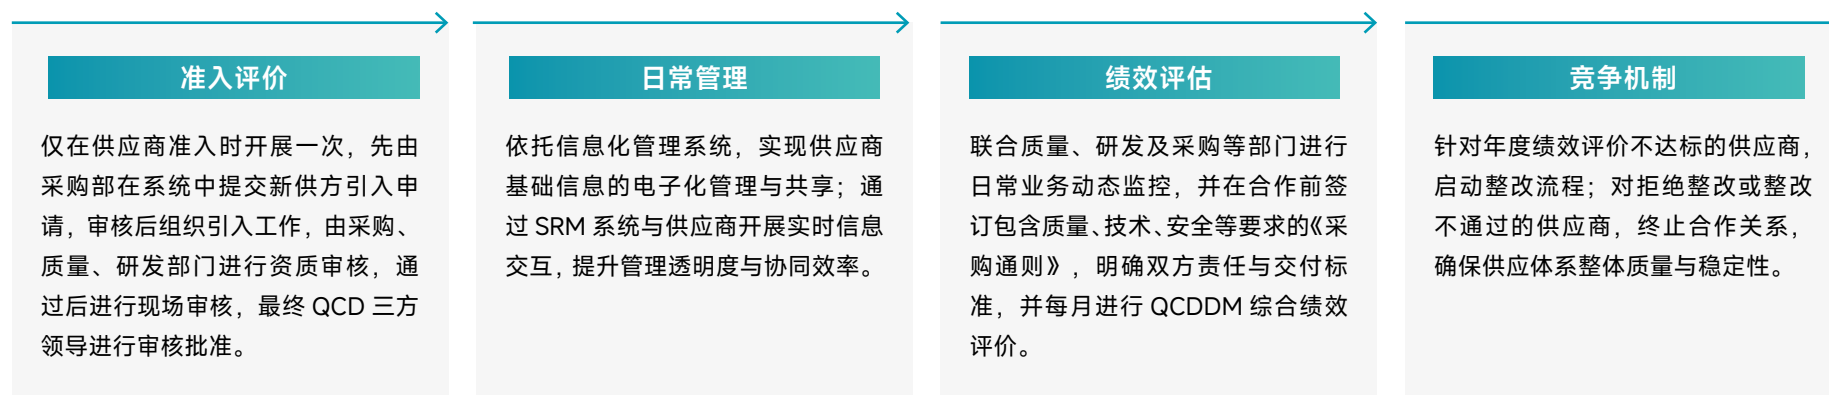 准入评价
仅在供应商准入时开展一次，先由
采购部在系统中提交新供方引入申
请，审核后组织引入工作，由采购、
质量、研发部门进行资质审核，通
过后进行现场审核，最终 QCD 三方
领导进行审核批准。
日常管理
依托信息化管理系统，实现供应商
基础信息的电子化管理与共享；通
过 SRM 系统与供应商开展实时信息
交互，提升管理透明度与协同效率。
绩效评估
联合质量、研发及采购等部门进行
日常业务动态监控，并在合作前签
订包含质量、技术、安全等要求的《采
购通则》，明确双方责任与交付标
准，并每月进行 QCDDM 综合绩效
评价。
竞争机制
针对年度绩效评价不达标的供应商，
启动整改流程；对拒绝整改或整改
不通过的供应商，终止合作关系，
确保供应体系整体质量与稳定性。